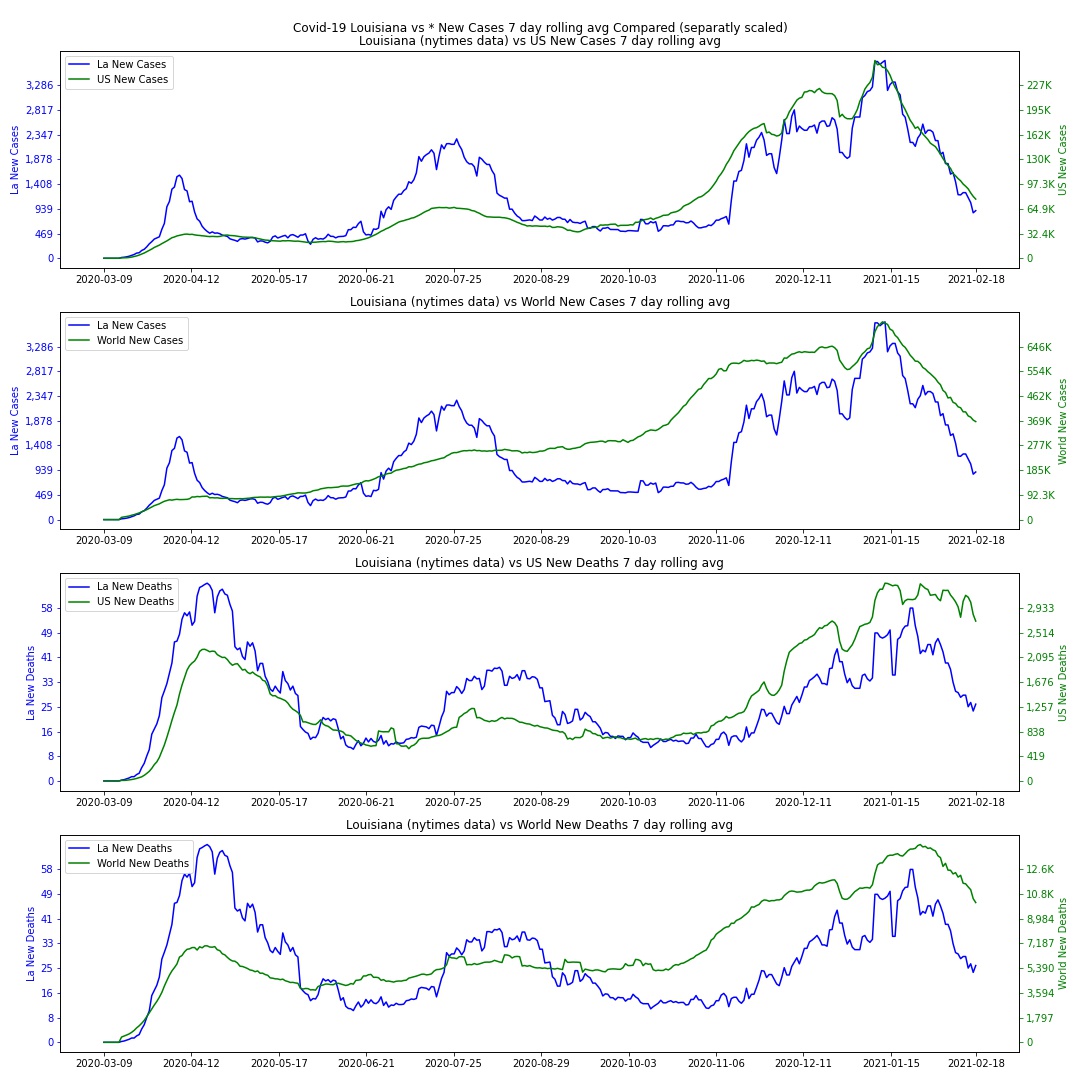 Covid-19 Louisiana vs * New Cases 7 day rolling avg Compared (separatly scaled)
Louisiana (nytimes data) vs US New Cases 7 day rolling avg
La New Cases
US New Cases
3,286
2,817
2,347
1,878
1,408
939
469
0
La New Cases
227K
195K
162K
130K
97.3K
64.9K
32.4K
0
US New Cases
2020-03-09 2020-04-12 2020-05-17 2020-06-21 2020-07-25 2020-08-29 2020-10-03 2020-11-06 2020-12-11 2021-01-15 2021-02-18
Louisiana (nytimes data) vs World New Cases 7 day rolling avg
La New Cases
World New Cases
3,286
2,817
2,347
1,878
1,408
939
469
0
La New Cases
646K
554K
462K
369K
277K
185K
92.3K
0
World New Cases
2020-03-09 2020-04-12 2020-05-17 2020-06-21 2020-07-25 2020-08-29 2020-10-03 2020-11-06 2020-12-11 2021-01-15 2021-02-18
Louisiana (nytimes data) vs US New Deaths 7 day rolling avg
La New Deaths
US New Deaths
58
49
41
33
25
16
8
0
La New Deaths
2,933
2,514
2,095
1,676
1,257
838
419
0
US New Deaths
2020-03-09 2020-04-12 2020-05-17 2020-06-21 2020-07-25 2020-08-29 2020-10-03 2020-11-06 2020-12-11 2021-01-15 2021-02-18
Louisiana (nytimes data) vs World New Deaths 7 day rolling avg
La New Deaths
World New Deaths
58
49
41
33
25
16
8
0
La New Deaths
12.6K
10.8K
8,984
7,187
5,390
3,594
1,797
0
World New Deaths
2020-03-09 2020-04-12 2020-05-17 2020-06-21 2020-07-25 2020-08-29 2020-10-03 2020-11-06 2020-12-11 2021-01-15 2021-02-18